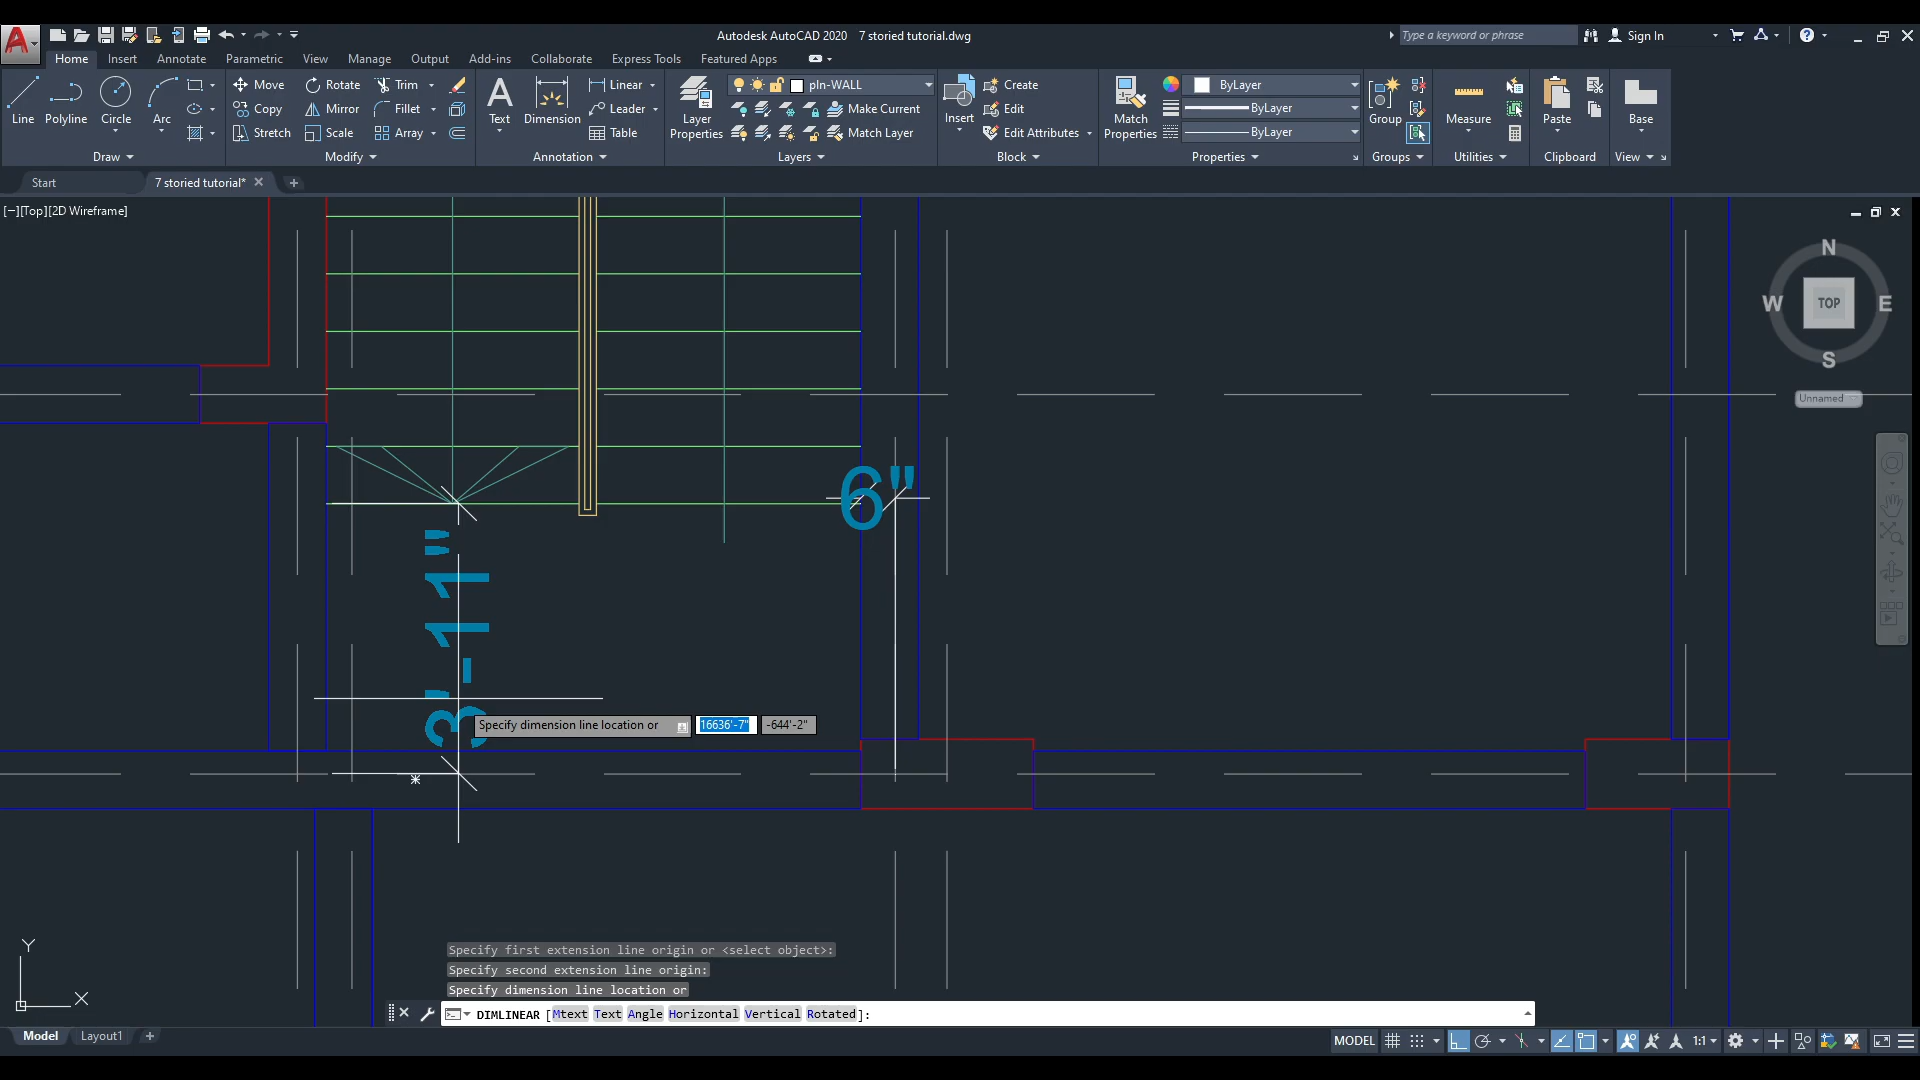 Autodesk AutoCAD 2020 7 storied tutorial.dwg
Type a keyword or phrase
Sign In
Home Insert Annotate Parametric View Manage Output Add-ins Collaborate Express Tools Featured Apps
Line Polyline Circle Arc
Move Rotate Trim
Copy Mirror Fillet
Stretch Scale Array
Text Dimension
Linear
Leader
Table
Layer Properties
pln-WALL
Make Current
Match Layer
Insert
Create
Edit
Edit Attributes
Match Properties
ByLayer
ByLayer
ByLayer
Group
Measure
Paste
Base
Draw Modify Annotation Layers Block Properties Groups Utilities Clipboard View
Start 7 storied tutorial*
[−][Top][2D Wireframe]
N
W TOP E
S
Unnamed
6"
3'-11"
Specify dimension line location or 16636'-7" -644'-2"
Specify first extension line origin or <select object>:
Specify second extension line origin:
Specify dimension line location or
DIMLINEAR [Mtext Text Angle Horizontal Vertical Rotated]:
Y
X
Model Layout1
MODEL 1:1